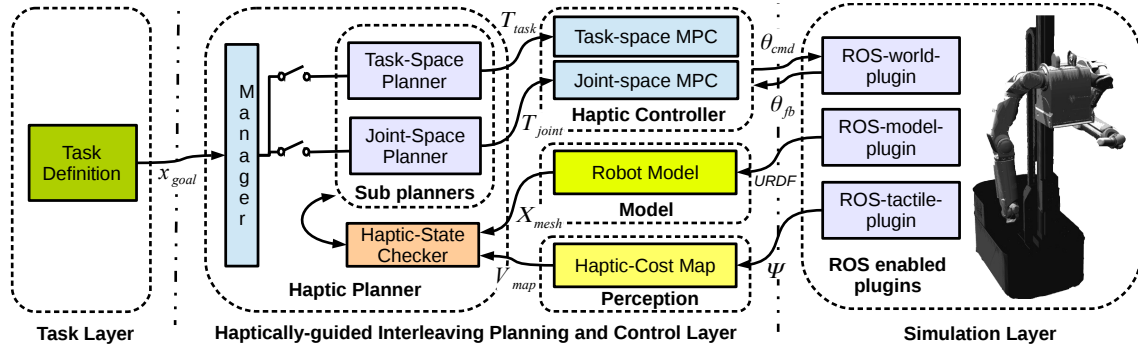 Task
Definition
Task Layer
x_goal
Manager
Task-Space
Planner
Joint-Space
Planner
Sub planners
Haptic-State
Checker
Haptic Planner
T_task
T_joint
X_mesh
V_map
Task-space MPC
Joint-space MPC
Haptic Controller
Robot Model
Model
Haptic-Cost Map
Perception
Haptically-guided Interleaving Planning and Control Layer
θ_cmd
θ_fb
URDF
Ψ
ROS-world-
plugin
ROS-model-
plugin
ROS-tactile-
plugin
ROS enabled
plugins
Simulation Layer